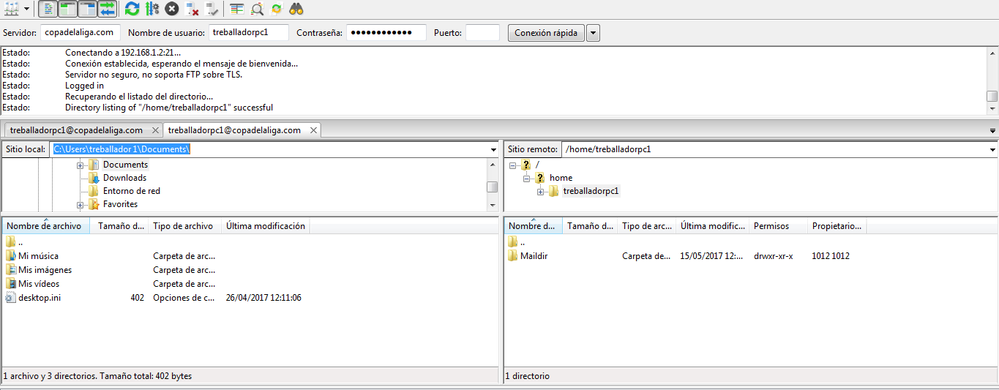 Servidor: copadelaliga.com Nombre de usuario: treballadorpc1 Contraseña: ●●●●●●●●●●●● Puerto: Conexión rápida
Estado: Conectando a 192.168.1.2:21...
Estado: Conexión establecida, esperando el mensaje de bienvenida...
Estado: Servidor no seguro, no soporta FTP sobre TLS.
Estado: Logged in
Estado: Recuperando el listado del directorio...
Estado: Directory listing of "/home/treballadorpc1" successful
treballadorpc1@copadelaliga.com treballadorpc1@copadelaliga.com
Sitio local: C:\Users\treballador1\Documents\
Documents
Downloads
Entorno de red
Favorites
Sitio remoto: /home/treballadorpc1
/
home
treballadorpc1
Nombre de archivo Tamaño d... Tipo de archivo Última modificación
..
Mi música Carpeta de arc...
Mis imágenes Carpeta de arc...
Mis vídeos Carpeta de arc...
desktop.ini 402 Opciones de c... 26/04/2017 12:11:06
1 archivo y 3 directorios. Tamaño total: 402 bytes
Nombre d... Tamaño d... Tipo de arc... Última modific... Permisos Propietario...
..
Maildir Carpeta de... 15/05/2017 12:... drwxr-xr-x 1012 1012
1 directorio